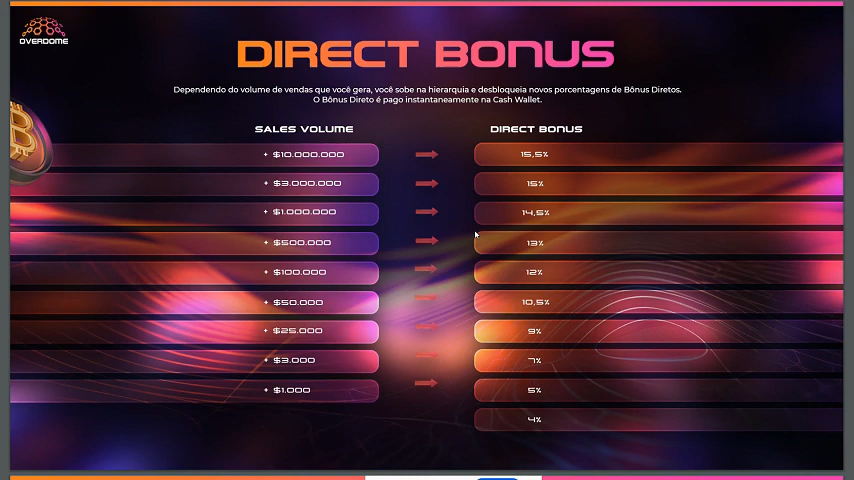 OVERDOME
DIRECT BONUS
Dependendo do volume de vendas que você gera, você sobe na hierarquia e desbloqueia novos porcentagens de Bônus Diretos.
O Bônus Direto é pago instantaneamente na Cash Wallet.
SALES VOLUME DIRECT BONUS
+ $10.000.000 15,5%
+ $3.000.000 15%
+ $1.000.000 14,5%
+ $500.000 13%
+ $100.000 12%
+ $50.000 10,5%
+ $25.000 9%
+ $3.000 7%
+ $1.000 5%
4%